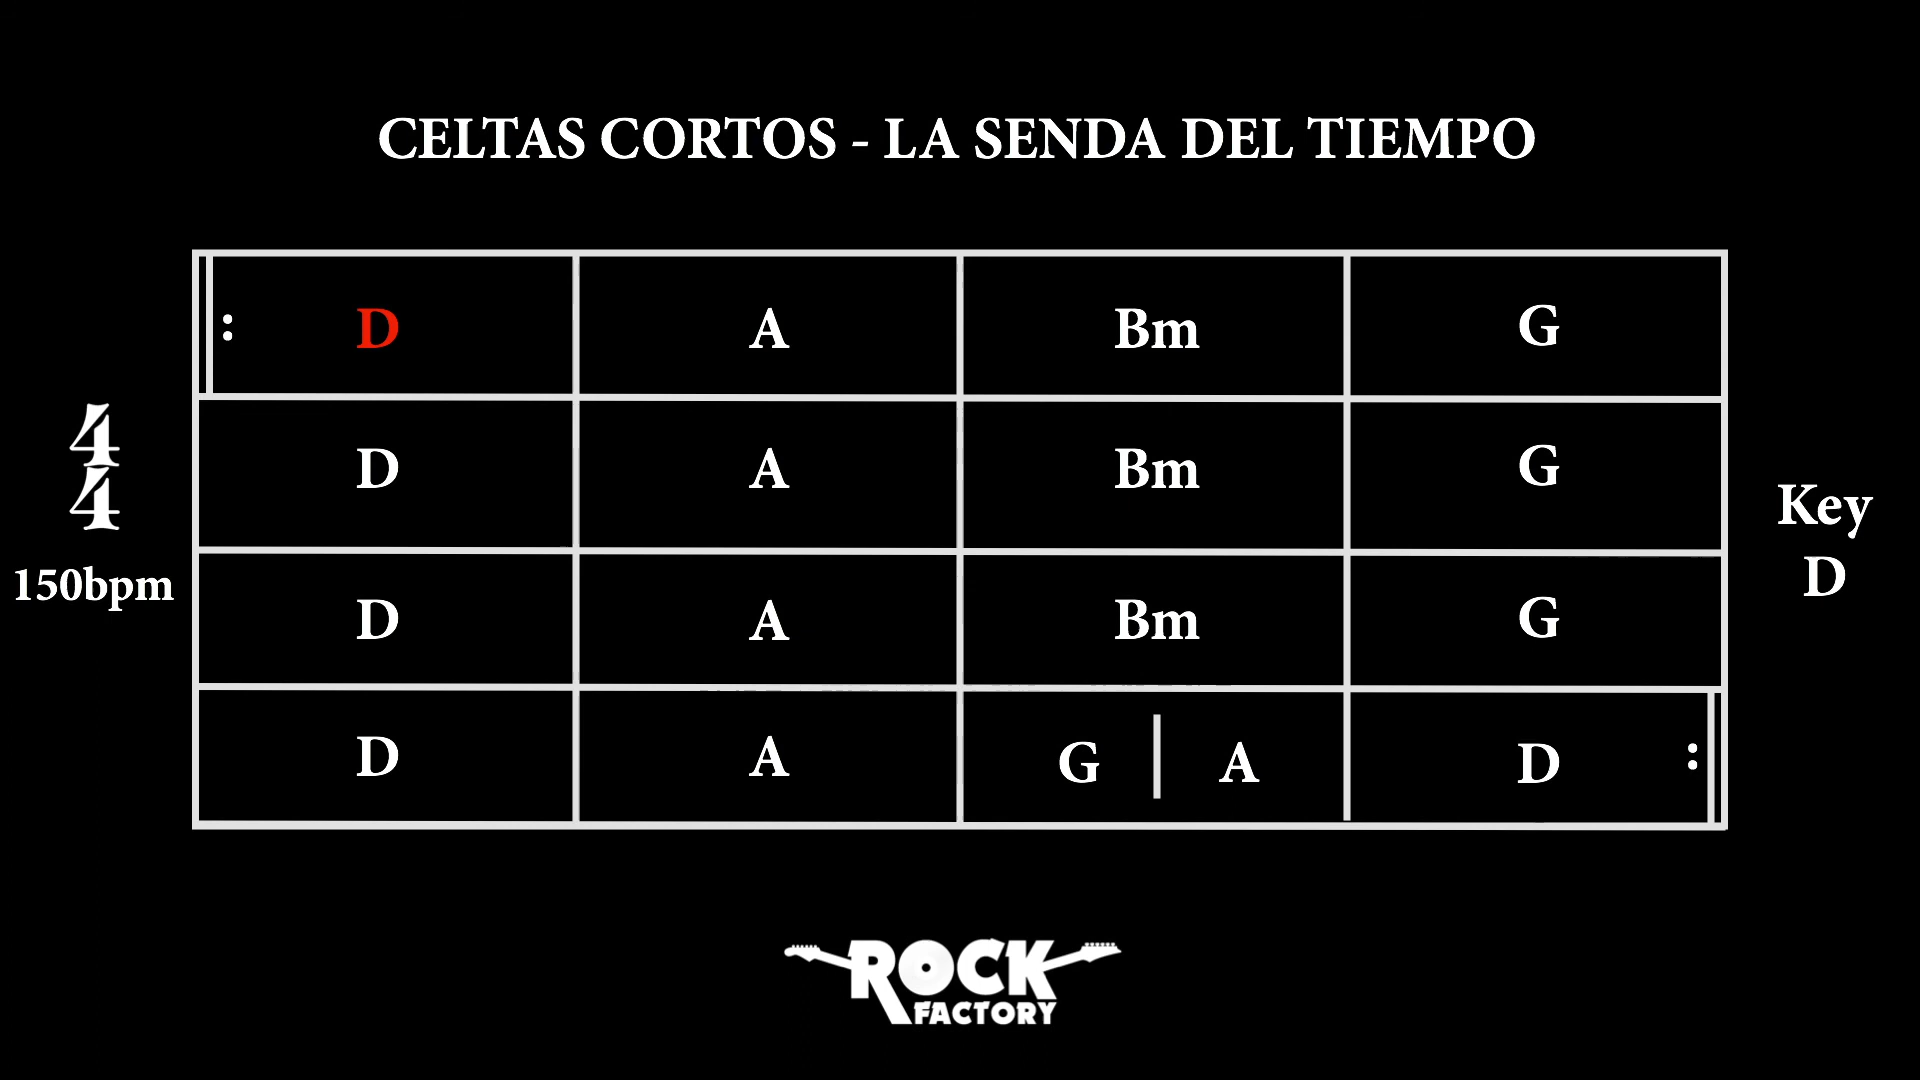 CELTAS CORTOS - LA SENDA DEL TIEMPO
: D A Bm G
4
4
D A Bm G
Key
D
150bpm
D A Bm G
D A G | A D :
ROCK
FACTORY